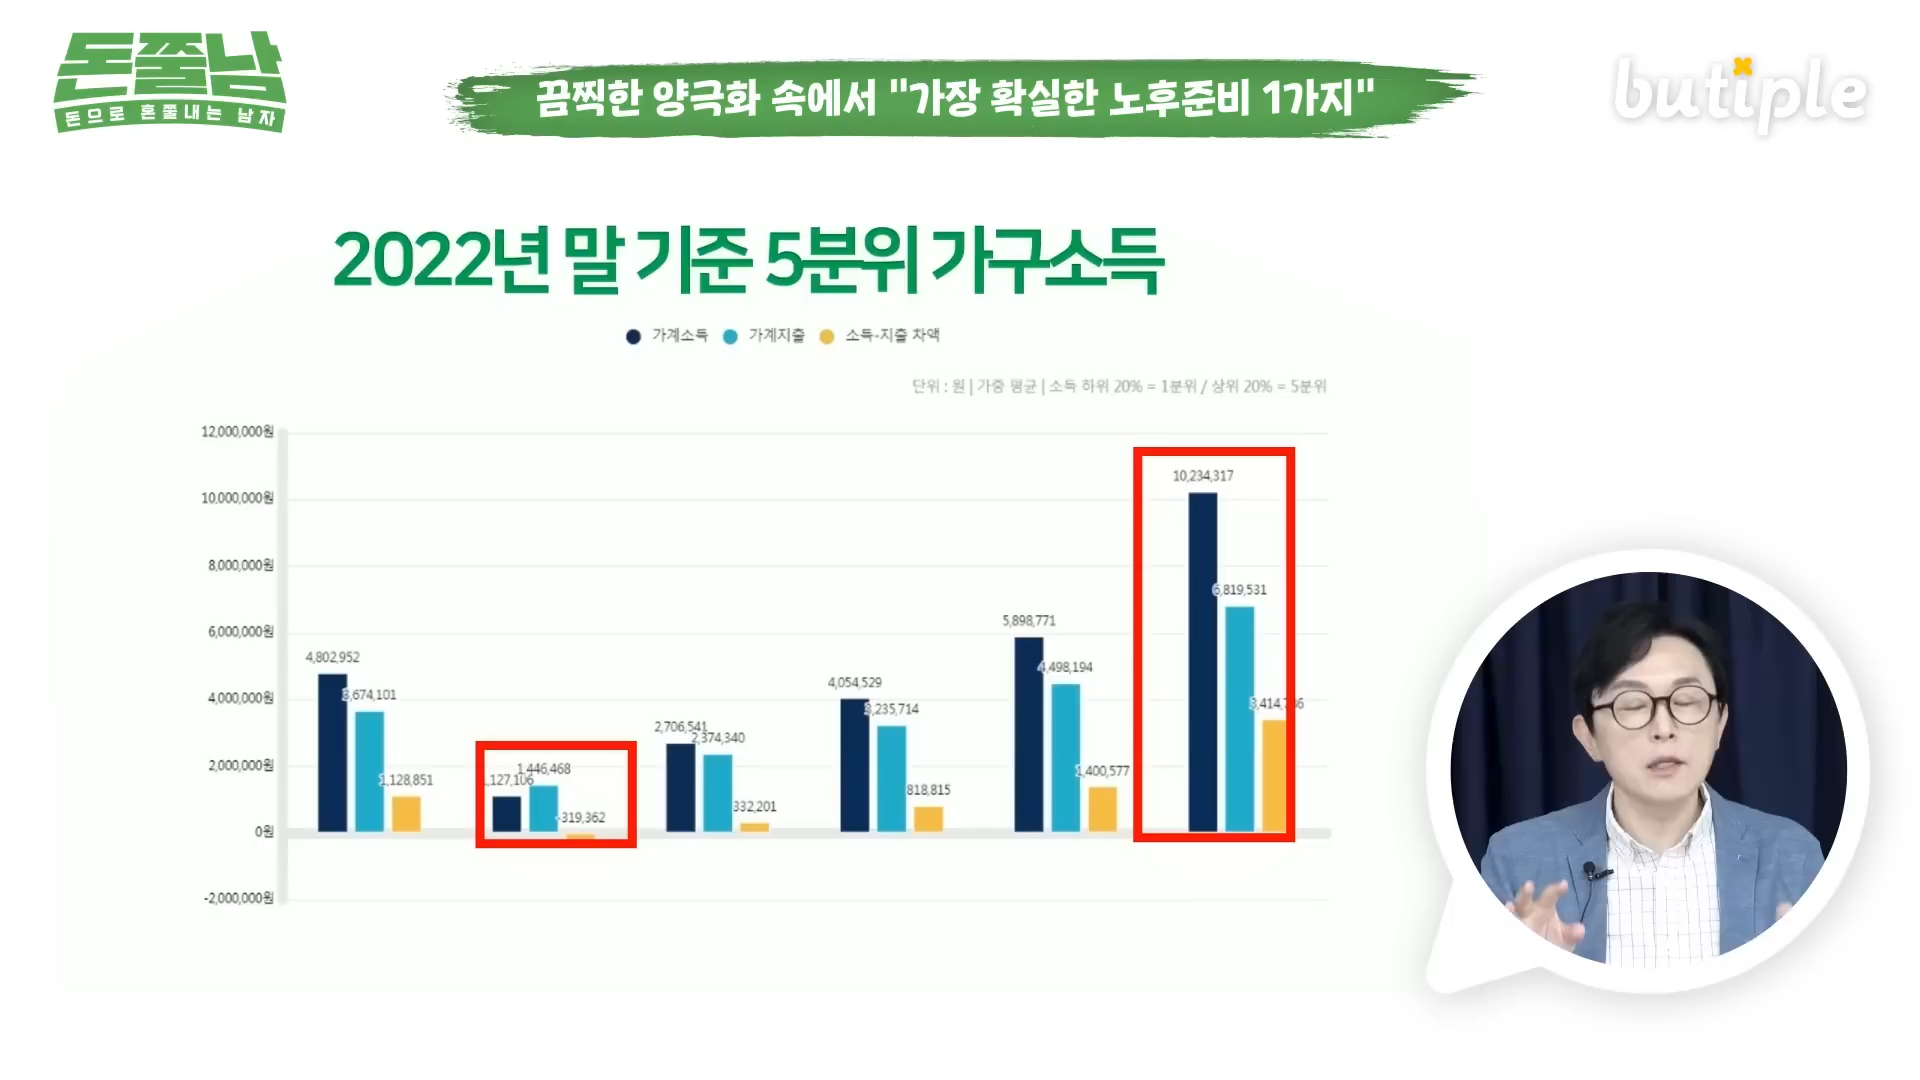 돈쭐남
돈으로 혼쭐내는 남자
끔찍한 양극화 속에서 "가장 확실한 노후준비 1가지"
butiple
2022년 말 기준 5분위 가구소득
가계소득 가계지출 소득-지출 차액
단위 : 원 | 가중 평균 | 소득 하위 20% = 1분위 / 상위 20% = 5분위
12,000,000원
10,000,000원
8,000,000원
6,000,000원
4,000,000원
2,000,000원
0원
-2,000,000원
4,802,952
3,674,101
1,128,851
1,127,106
1,446,468
-319,362
2,706,541
2,374,340
332,201
4,054,529
3,235,714
818,815
5,898,771
4,498,194
1,400,577
10,234,317
6,819,531